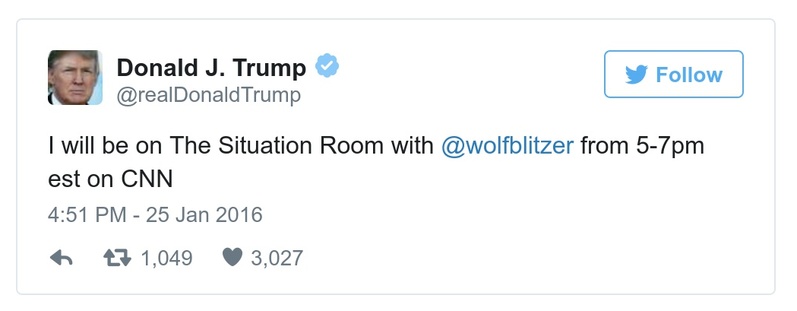 Donald J. Trump
Follow
@realDonaldTrump
I will be on The Situation Room with @wolfblitzer from 5-7pm
est on CNN
4:51 PM - 25 Jan 2016
1,049 3,027